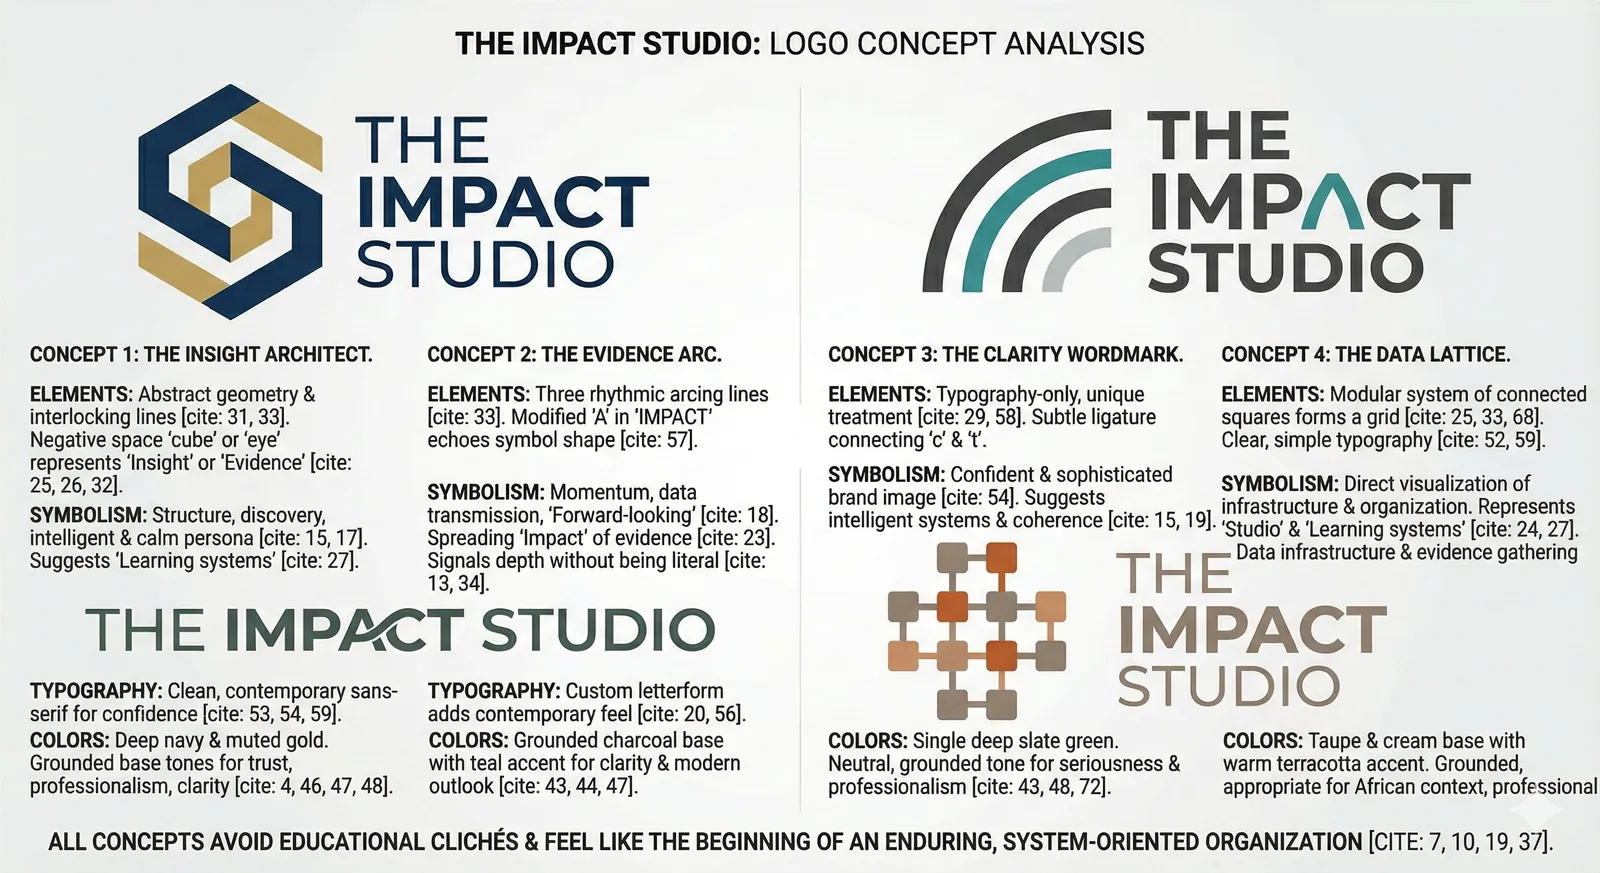 THE IMPACT STUDIO: LOGO CONCEPT ANALYSIS
THE
IMPACT
STUDIO
THE
IMPACT
STUDIO
CONCEPT 1: THE INSIGHT ARCHITECT.
ELEMENTS: Abstract geometry &
interlocking lines [cite: 31, 33].
Negative space 'cube' or 'eye'
represents 'Insight' or 'Evidence' [cite:
25, 26, 32].
SYMBOLISM: Structure, discovery,
intelligent & calm persona [cite: 15, 17].
Suggests 'Learning systems' [cite: 27].
CONCEPT 2: THE EVIDENCE ARC.
ELEMENTS: Three rhythmic arcing lines
[cite: 33]. Modified 'A' in 'IMPACT'
echoes symbol shape [cite: 57].
SYMBOLISM: Momentum, data
transmission, 'Forward-looking' [cite: 18].
Spreading 'Impact' of evidence [cite: 23].
Signals depth without being literal [cite:
13, 34].
THE IMPACT STUDIO
TYPOGRAPHY: Clean, contemporary sans-
serif for confidence [cite: 53, 54, 59].
COLORS: Deep navy & muted gold.
Grounded base tones for trust,
professionalism, clarity [cite: 4, 46, 47, 48].
TYPOGRAPHY: Custom letterform
adds contemporary feel [cite: 20, 56].
COLORS: Grounded charcoal base
with teal accent for clarity & modern
outlook [cite: 43, 44, 47].
CONCEPT 3: THE CLARITY WORDMARK.
ELEMENTS: Typography-only, unique
treatment [cite: 29, 58]. Subtle ligature
connecting 'c' & 't'.
SYMBOLISM: Confident & sophisticated
brand image [cite: 54]. Suggests
intelligent systems & coherence [cite: 15, 19].
CONCEPT 4: THE DATA LATTICE.
ELEMENTS: Modular system of connected
squares forms a grid [cite: 25, 33, 68].
Clear, simple typography [cite: 52, 59].
SYMBOLISM: Direct visualization of
infrastructure & organization. Represents
'Studio' & 'Learning systems' [cite: 24, 27].
Data infrastructure & evidence gathering
THE
IMPACT
STUDIO
COLORS: Single deep slate green.
Neutral, grounded tone for seriousness &
professionalism [cite: 43, 48, 72].
COLORS: Taupe & cream base with
warm terracotta accent. Grounded,
appropriate for African context, professional
ALL CONCEPTS AVOID EDUCATIONAL CLICHÉS & FEEL LIKE THE BEGINNING OF AN ENDURING, SYSTEM-ORIENTED ORGANIZATION [CITE: 7, 10, 19, 37].